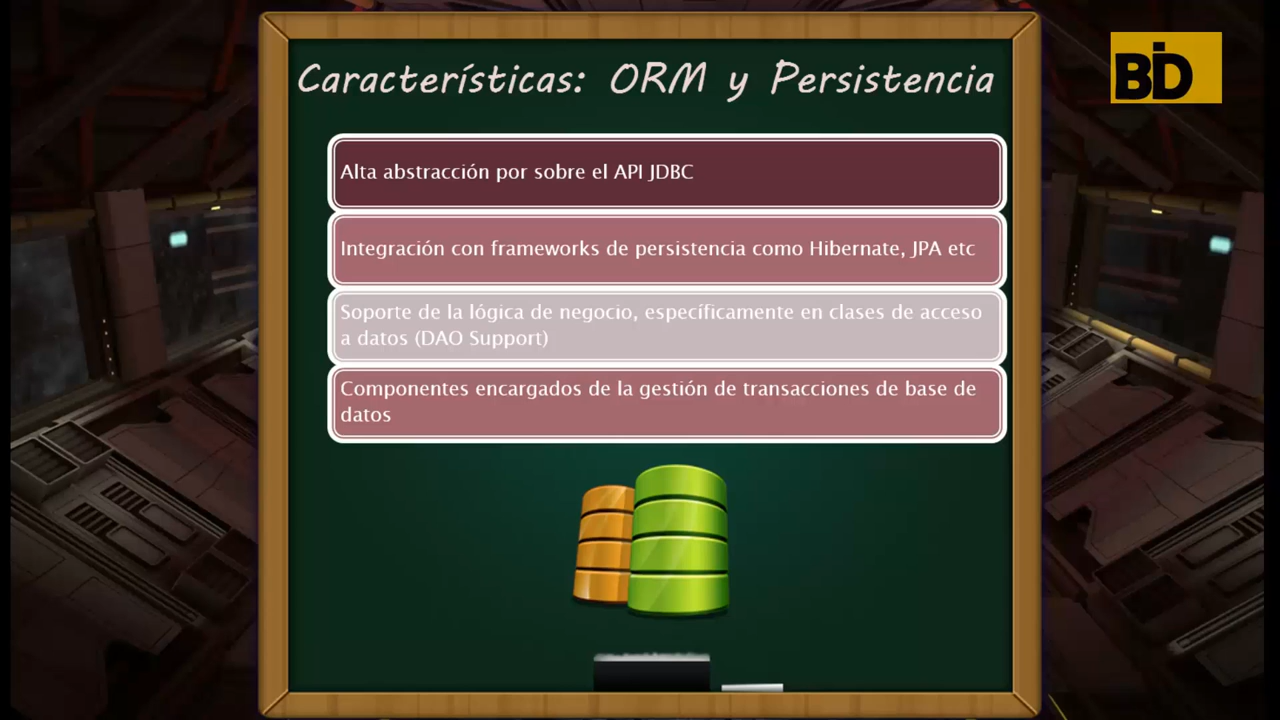 Características: ORM y Persistencia
BID
Alta abstracción por sobre el API JDBC
Integración con frameworks de persistencia como Hibernate, JPA etc
Soporte de la lógica de negocio, específicamente en clases de acceso
a datos (DAO Support)
Componentes encargados de la gestión de transacciones de base de
datos